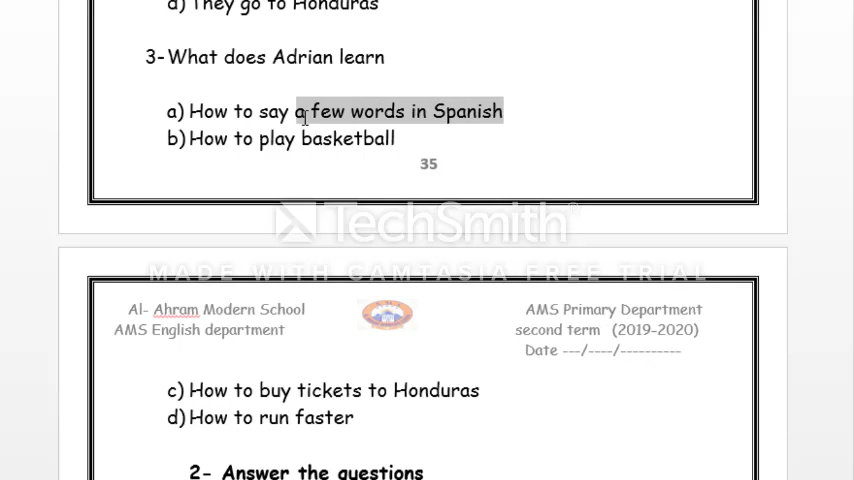 d) They go to Honduras
3- What does Adrian learn
a) How to say a few words in Spanish
b) How to play basketball
35
TechSmith®
MADE WITH CAMTASIA FREE TRIAL
Al- Ahram Modern School
AMS English department
AMS Primary Department
second term (2019-2020)
Date ---/----/----------
c) How to buy tickets to Honduras
d) How to run faster
2- Answer the questions